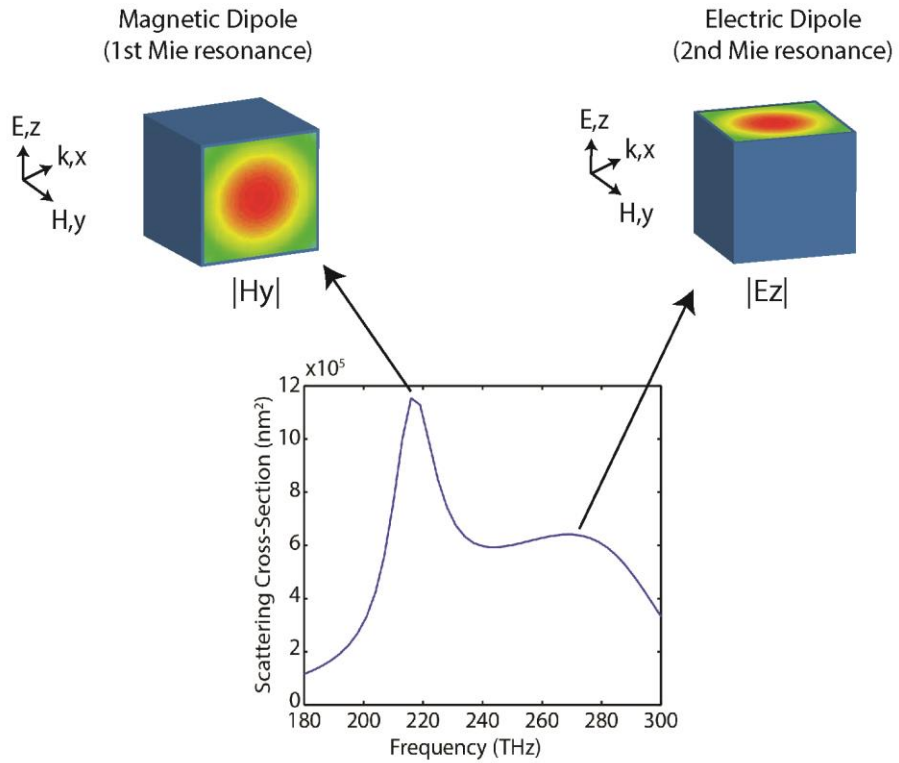 Magnetic Dipole
(1st Mie resonance)
Electric Dipole
(2nd Mie resonance)
E,z
k,x
H,y
|Hy|
E,z
k,x
H,y
|Ez|
x10⁵
12
10
8
6
4
2
0
Scattering Cross-Section (nm²)
180 200 220 240 260 280 300
Frequency (THz)